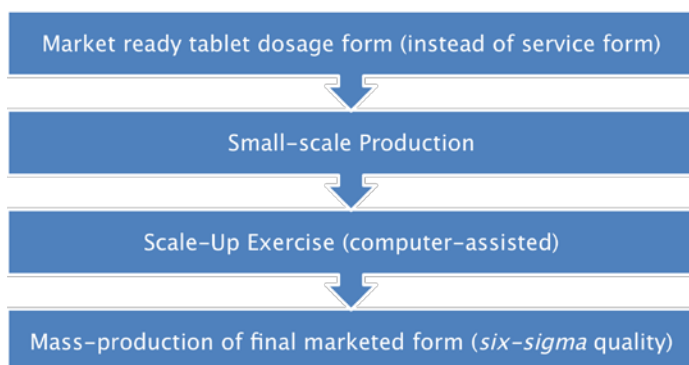 Market ready tablet dosage form (instead of service form)
Small-scale Production
Scale-Up Exercise (computer-assisted)
Mass-production of final marketed form (six-sigma quality)